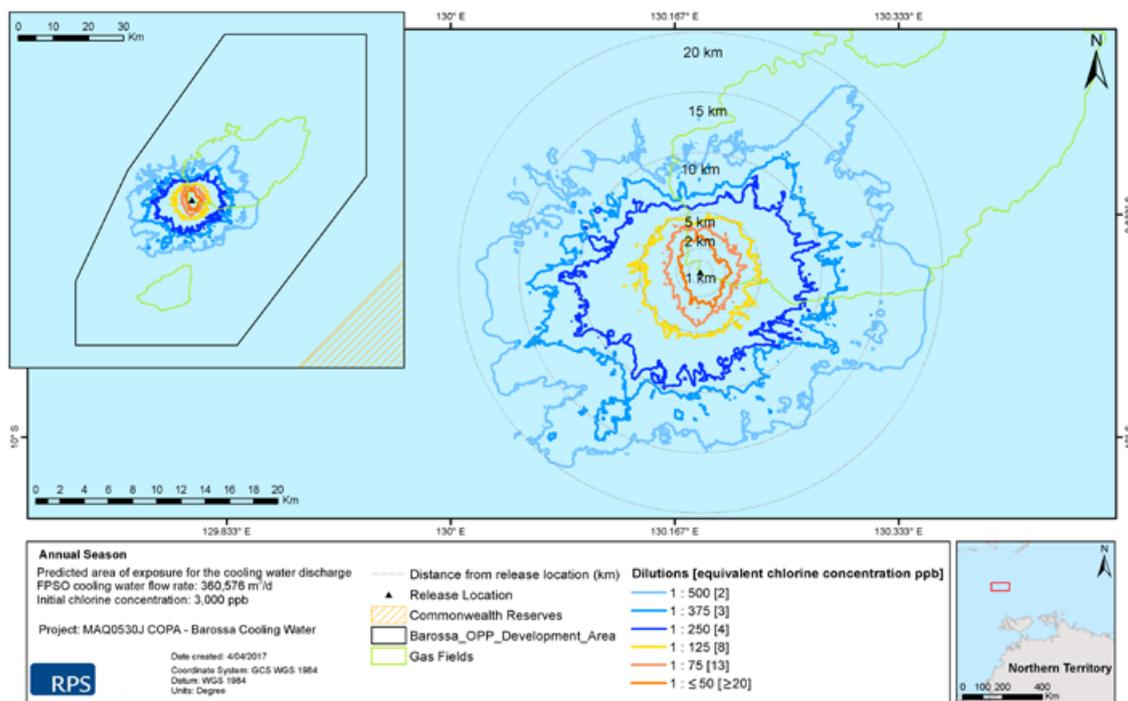 0 10 20 30
Km
130° E 130.167° E 130.333° E
N
20 km
15 km
10 km
5 km
2 km
1 km
10° S
0 2 4 6 8 10 12 14 16 18 20
Km
129.833° E 130° E 130.167° E 130.333° E
Annual Season
Predicted area of exposure for the cooling water discharge
FPSO cooling water flow rate: 360,576 m³/d
Initial chlorine concentration: 3,000 ppb
Project: MAQ0530J COPA - Barossa Cooling Water
Date created: 4/04/2017
Coordinate System: GCS WGS 1984
Datum: WGS 1984
Units: Degree
RPS
Distance from release location (km)
Release Location
Commonwealth Reserves
Barossa_OPP_Development_Area
Gas Fields
Dilutions [equivalent chlorine concentration ppb]
1 : 500 [2]
1 : 375 [3]
1 : 250 [4]
1 : 125 [8]
1 : 75 [13]
1 : ≤ 50 [≥20]
N
Northern Territory
0 100 200 400
Km